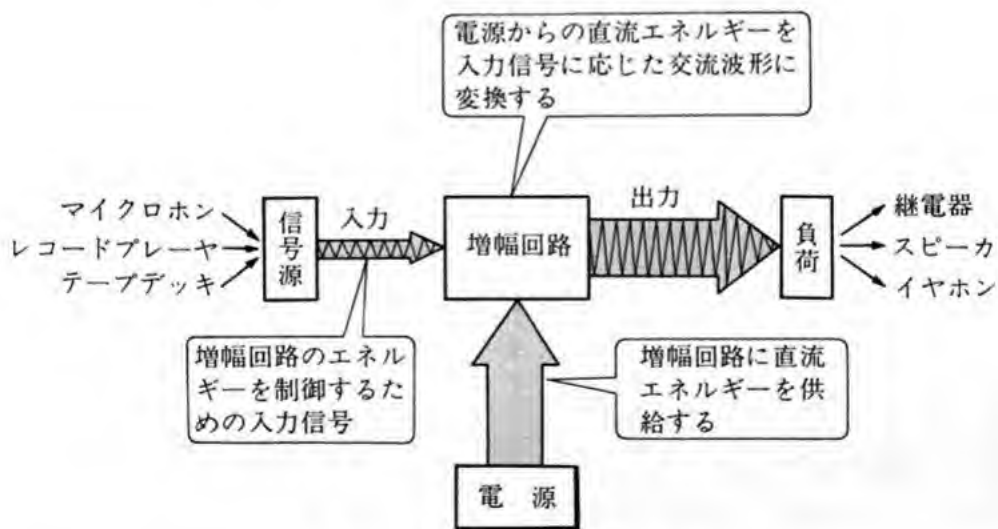 電源からの直流エネルギーを
入力信号に応じた交流波形に
変換する
マイクロホン
レコードプレーヤ
テープデッキ
信号源
入力
増幅回路
出力
負荷
継電器
スピーカ
イヤホン
増幅回路のエネル
ギーを制御するた
めの入力信号
増幅回路に直流
エネルギーを供
給する
電源